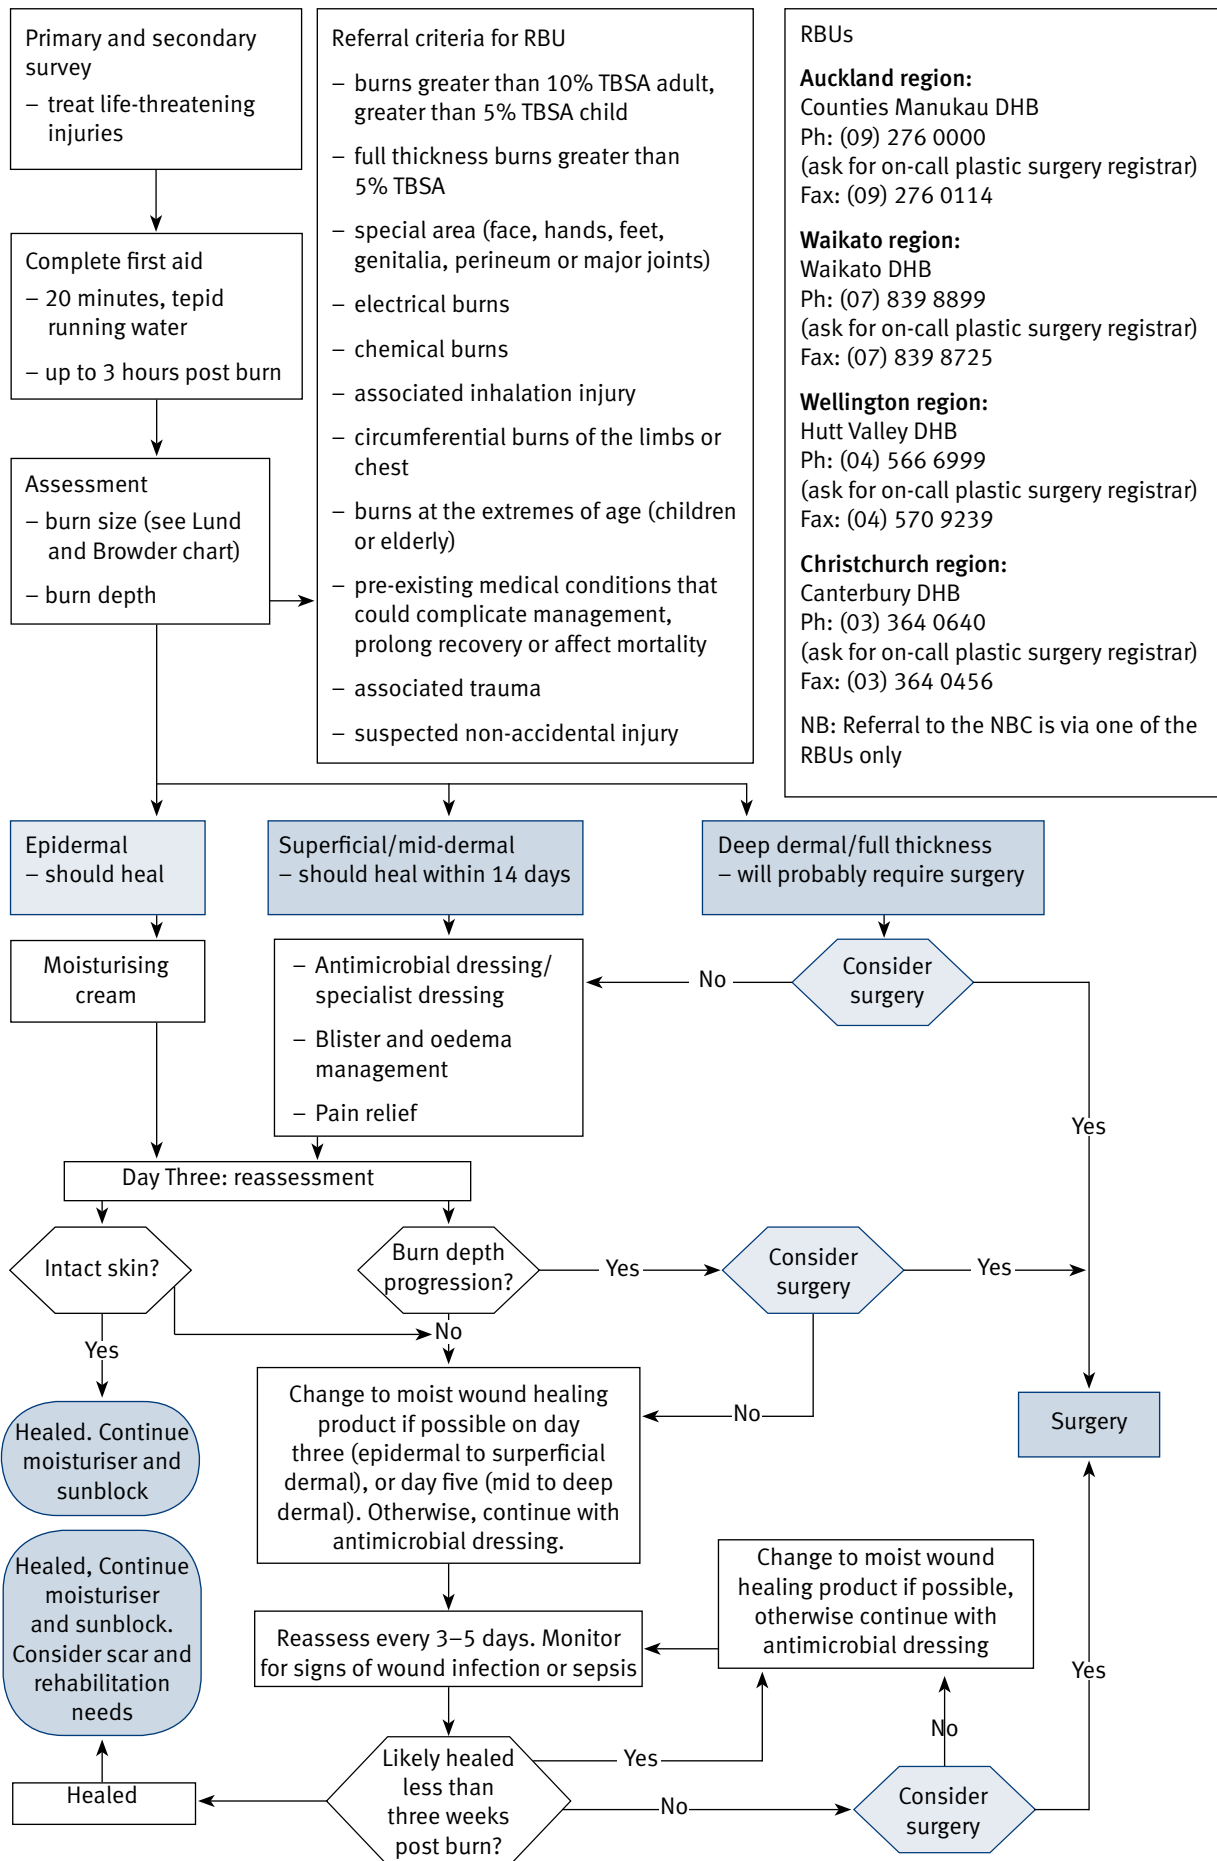 Primary and secondary
survey
– treat life-threatening
injuries
Complete first aid
– 20 minutes, tepid
running water
– up to 3 hours post burn
Assessment
– burn size (see Lund
and Browder chart)
– burn depth
Referral criteria for RBU
– burns greater than 10% TBSA adult,
greater than 5% TBSA child
– full thickness burns greater than
5% TBSA
– special area (face, hands, feet,
genitalia, perineum or major joints)
– electrical burns
– chemical burns
– associated inhalation injury
– circumferential burns of the limbs or
chest
– burns at the extremes of age (children
or elderly)
– pre-existing medical conditions that
could complicate management,
prolong recovery or affect mortality
– associated trauma
– suspected non-accidental injury
RBUs
Auckland region:
Counties Manukau DHB
Ph: (09) 276 0000
(ask for on-call plastic surgery registrar)
Fax: (09) 276 0114
Waikato region:
Waikato DHB
Ph: (07) 839 8899
(ask for on-call plastic surgery registrar)
Fax: (07) 839 8725
Wellington region:
Hutt Valley DHB
Ph: (04) 566 6999
(ask for on-call plastic surgery registrar)
Fax: (04) 570 9239
Christchurch region:
Canterbury DHB
Ph: (03) 364 0640
(ask for on-call plastic surgery registrar)
Fax: (03) 364 0456
NB: Referral to the NBC is via one of the
RBUs only
Epidermal
– should heal
Superficial/mid-dermal
– should heal within 14 days
Deep dermal/full thickness
– will probably require surgery
Moisturising
cream
– Antimicrobial dressing/
specialist dressing
– Blister and oedema
management
– Pain relief
No
Consider
surgery
Yes
Day Three: reassessment
Intact skin?
Burn depth
progression?
Yes
Consider
surgery
Yes
No
Yes
No
Healed. Continue
moisturiser and
sunblock
Change to moist wound healing
product if possible on day
three (epidermal to surperficial
dermal), or day five (mid to deep
dermal). Otherwise, continue with
antimicrobial dressing.
Surgery
Healed, Continue
moisturiser
and sunblock.
Consider scar and
rehabilitation
needs
Reassess every 3–5 days. Monitor
for signs of wound infection or sepsis
Change to moist wound
healing product if possible,
otherwise continue with
antimicrobial dressing
Yes
No
Healed
Likely healed
less than
three weeks
post burn?
Yes
No
Consider
surgery